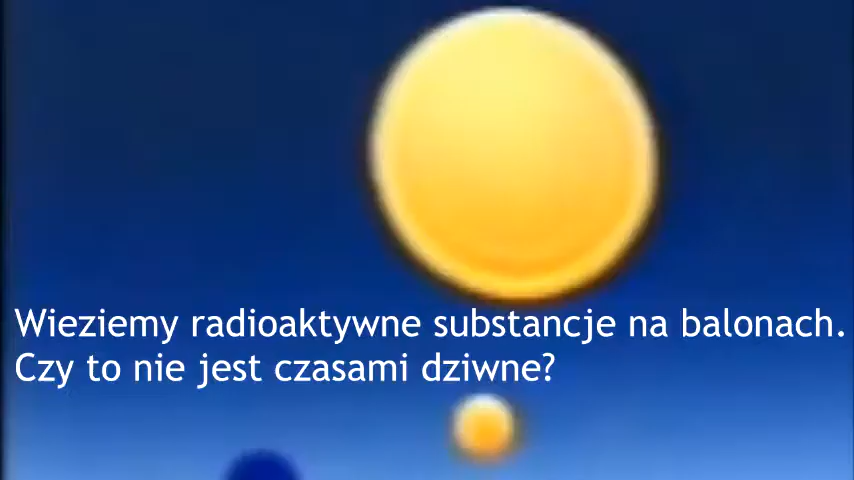 Wieziemy radioaktywne substancje na balonach.
Czy to nie jest czasami dziwne?